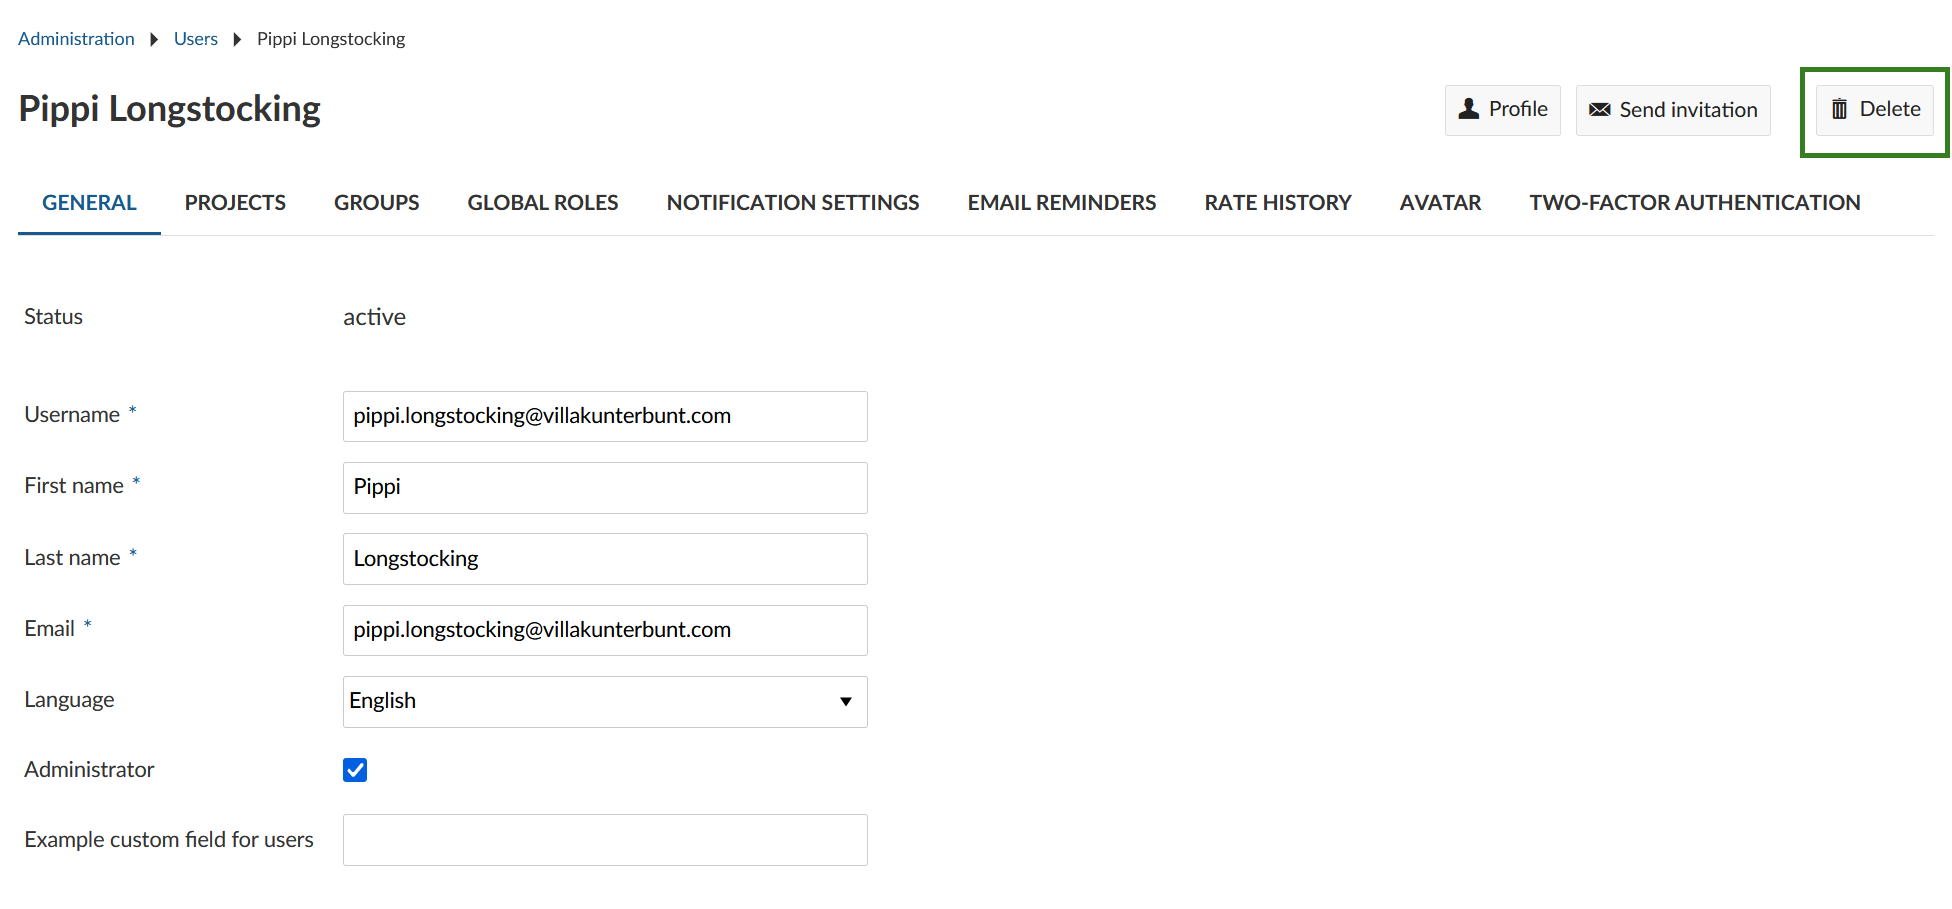 Administration Users Pippi Longstocking
Pippi Longstocking
Profile Send invitation Delete
GENERAL PROJECTS GROUPS GLOBAL ROLES NOTIFICATION SETTINGS EMAIL REMINDERS RATE HISTORY AVATAR TWO-FACTOR AUTHENTICATION
Status active
Username * pippi.longstocking@villakunterbunt.com
First name * Pippi
Last name * Longstocking
Email * pippi.longstocking@villakunterbunt.com
Language English
Administrator
Example custom field for users